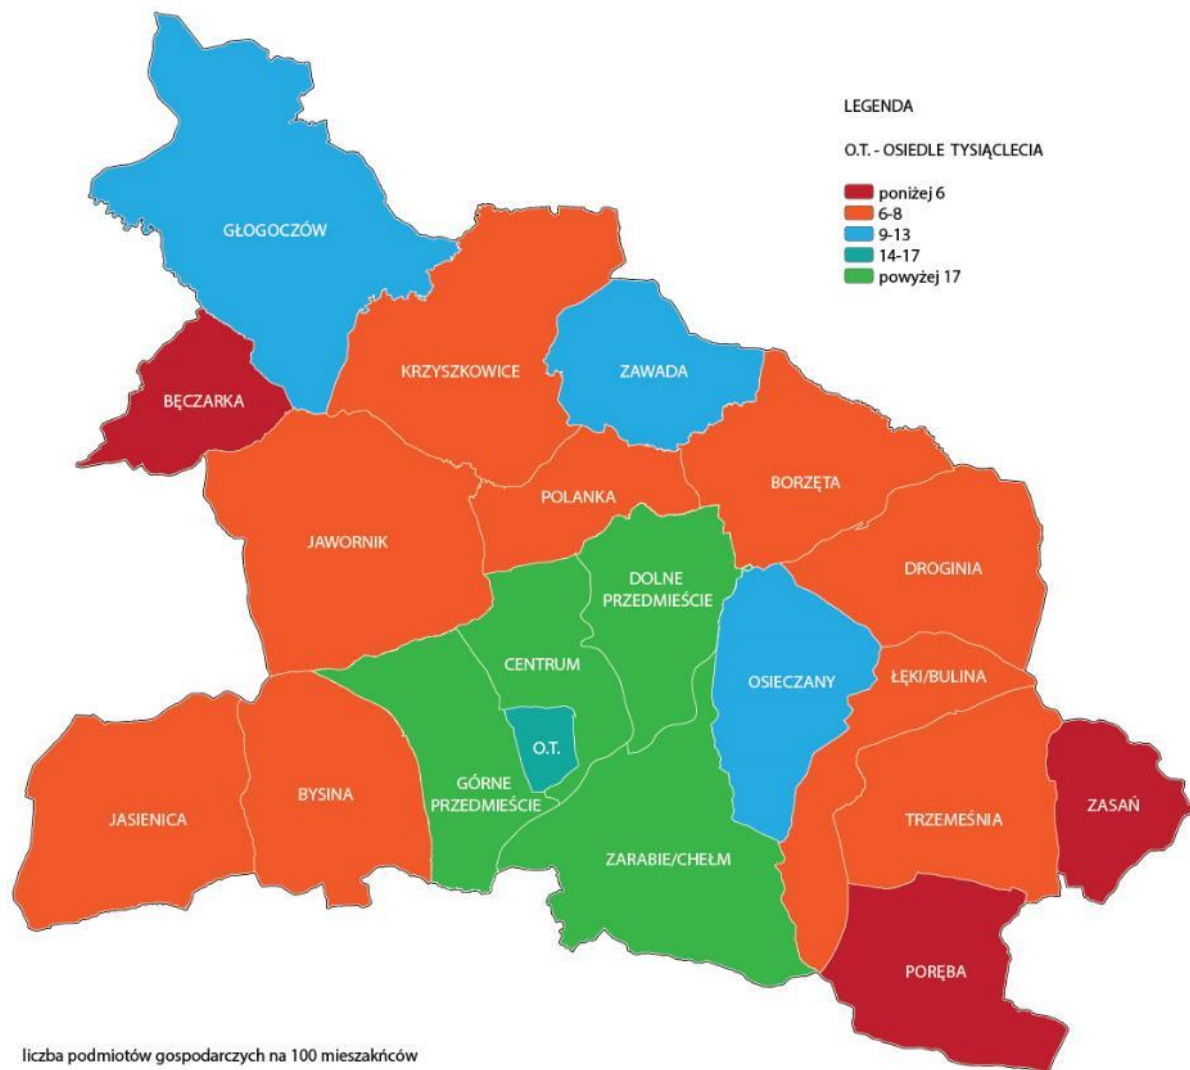 LEGENDA
O.T. - OSIEDLE TYSIĄCLECIA
poniżej 6
6-8
9-13
14-17
powyżej 17
GŁOGOCZÓW
KRZYSZKOWICE
ZAWADA
BĘCZARKA
BORZĘTA
POLANKA
JAWORNIK
DROGINIA
DOLNE
PRZEDMIEŚCIE
CENTRUM
OSIECZANY
ŁĘKI/BULINA
O.T.
GÓRNE
PRZEDMIEŚCIE
BYSINA
JASIENICA
ZARABIE/CHEŁM
TRZEMEŚNIA
ZASAŃ
PORĘBA
liczba podmiotów gospodarczych na 100 mieszakńców